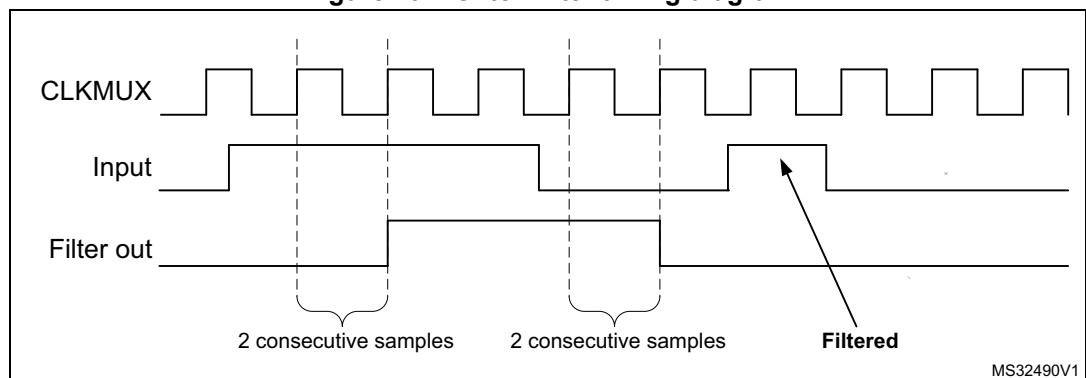 CLKMUX
Input
Filter out
2 consecutive samples
2 consecutive samples
Filtered
MS32490V1